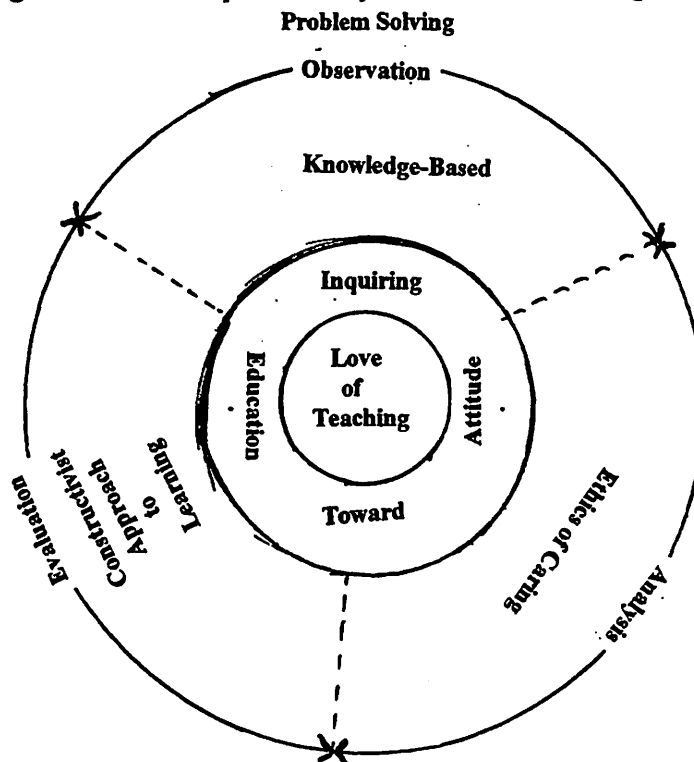 Problem Solving
Observation
Knowledge-Based
Inquiring
Attitude
Toward
Education
Love
of
Teaching
Ethics of Caring
Analysis
Constructivist
Approach
to
Learning
Evaluation